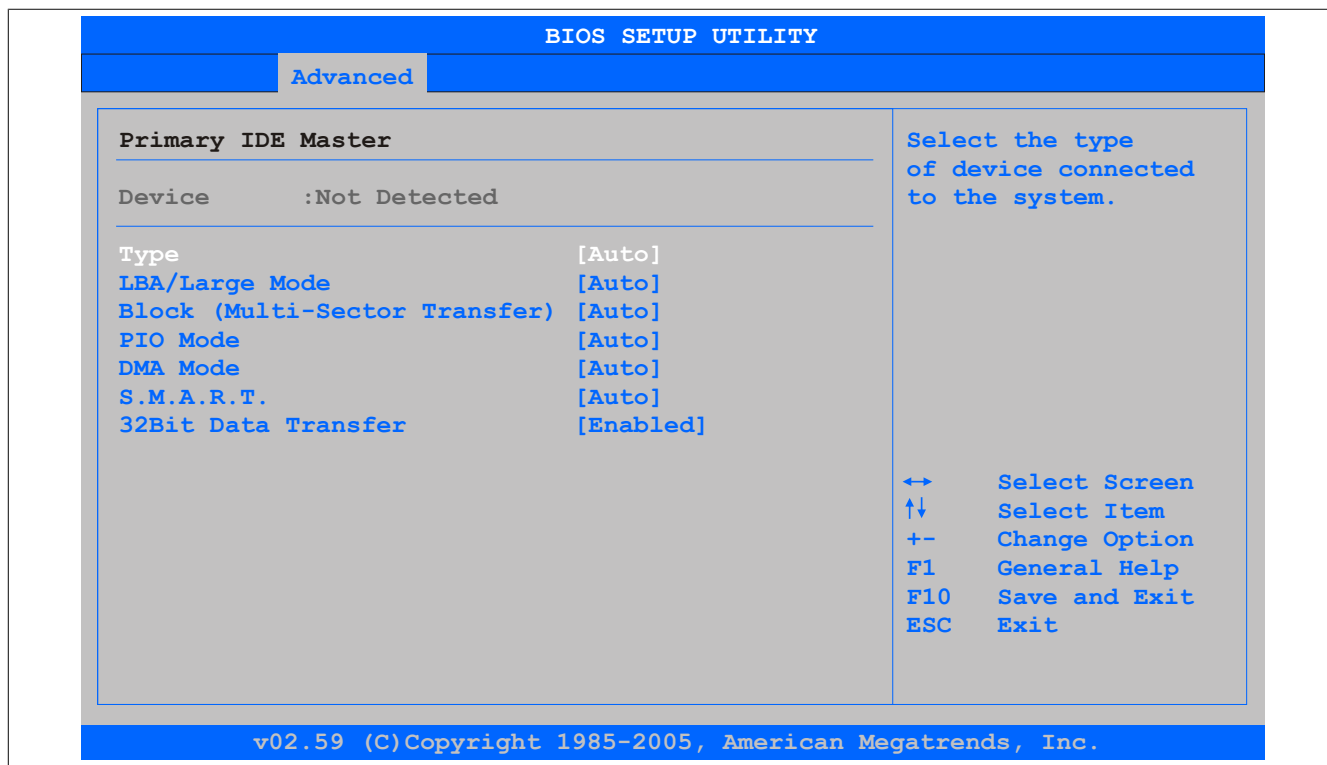 BIOS SETUP UTILITY
Advanced
Primary IDE Master
Device :Not Detected
Type [Auto]
LBA/Large Mode [Auto]
Block (Multi-Sector Transfer) [Auto]
PIO Mode [Auto]
DMA Mode [Auto]
S.M.A.R.T. [Auto]
32Bit Data Transfer [Enabled]
Select the type
of device connected
to the system.
↔ Select Screen
↑↓ Select Item
+- Change Option
F1 General Help
F10 Save and Exit
ESC Exit
v02.59 (C)Copyright 1985-2005, American Megatrends, Inc.